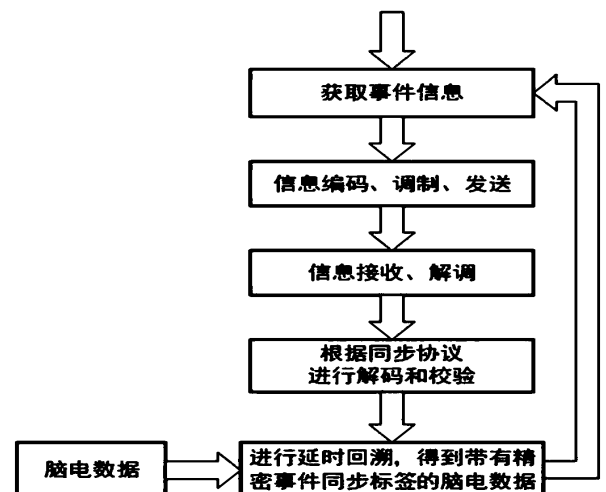 获取事件信息
信息编码、调制、发送
信息接收、解调
根据同步协议
进行解码和校验
脑电数据
进行延时回溯，得到带有精
密事件同步标签的脑电数据